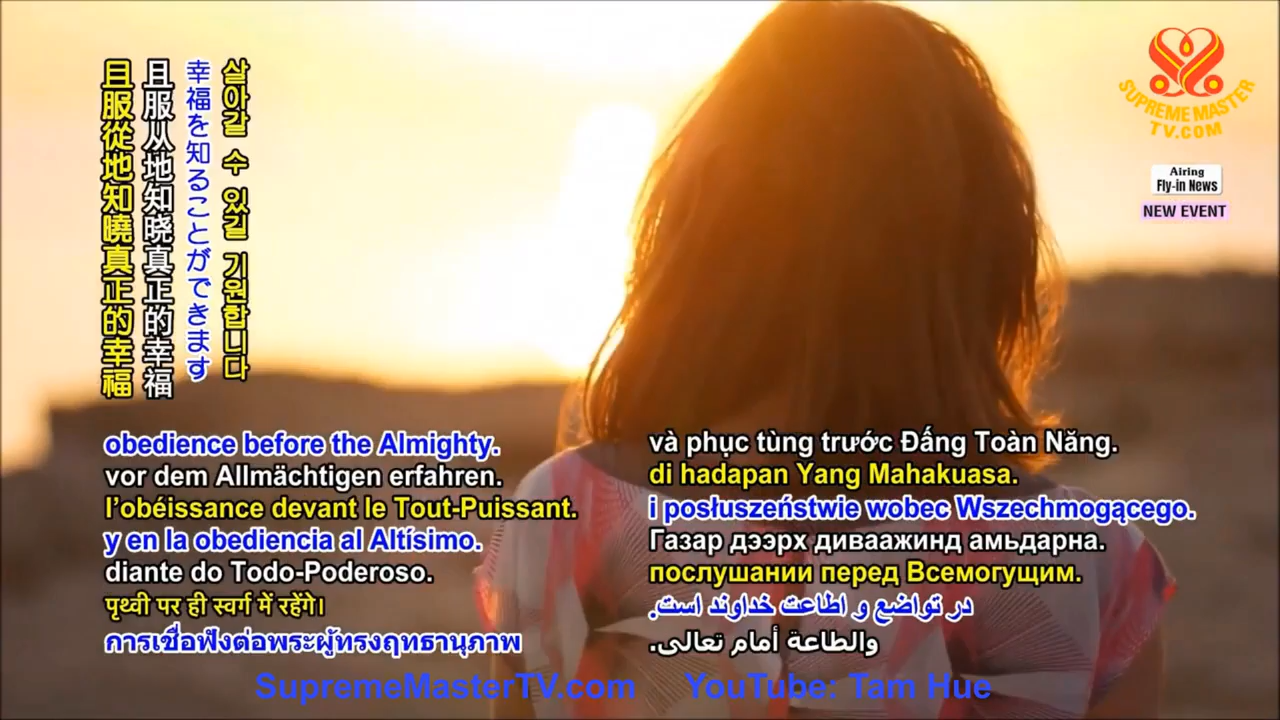 且服從地知曉真正的幸福
且服从地知晓真正的幸福
幸福を知ることができます
살아갈 수 있길 기원합니다
SUPREME MASTER
TV.COM
Airing
Fly-in News
NEW EVENT
obedience before the Almighty.
vor dem Allmächtigen erfahren.
l'obéissance devant le Tout-Puissant.
y en la obediencia al Altísimo.
diante do Todo-Poderoso.
पृथ्वी पर ही स्वर्ग में रहेंगे।
การเชื่อฟังต่อพระผู้ทรงฤทธานุภาพ
và phục tùng trước Đấng Toàn Năng.
di hadapan Yang Mahakuasa.
i posłuszeństwie wobec Wszechmogącego.
Газар дээрх диваажинд амьдарна.
послушании перед Всемогущим.
در تواضع و اطاعت خداوند است.
والطاعة أمام تعالى.
SupremeMasterTV.com YouTube: Tam Hue